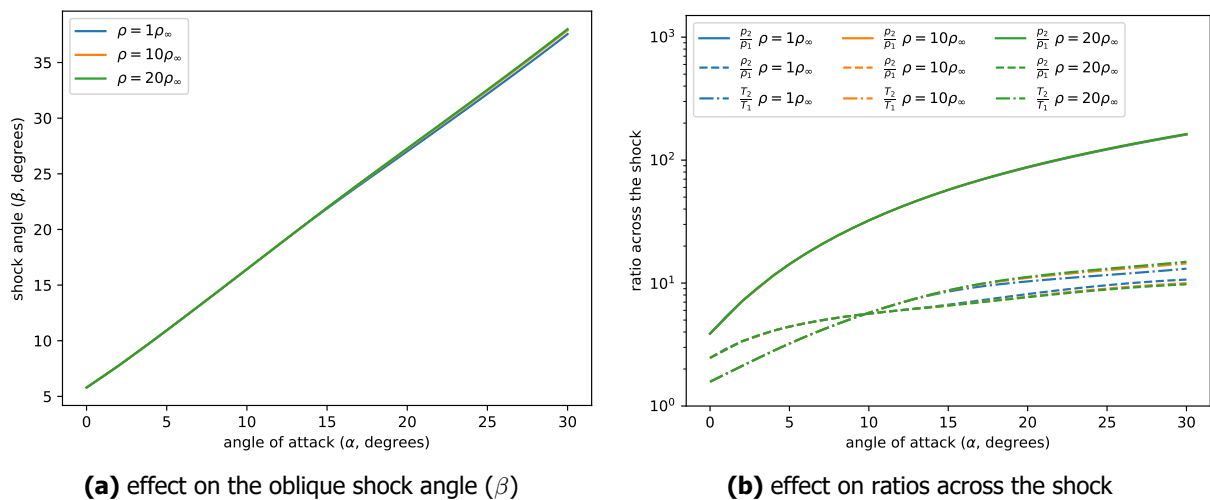 ρ = 1ρ∞
ρ = 10ρ∞
ρ = 20ρ∞
shock angle (β, degrees)
35
30
25
20
15
10
5
0 5 10 15 20 25 30
angle of attack (α, degrees)
(a) effect on the oblique shock angle (β)
p₂/p₁ ρ = 1ρ∞ p₂/p₁ ρ = 10ρ∞ p₂/p₁ ρ = 20ρ∞
ρ₂/ρ₁ ρ = 1ρ∞ ρ₂/ρ₁ ρ = 10ρ∞ ρ₂/ρ₁ ρ = 20ρ∞
T₂/T₁ ρ = 1ρ∞ T₂/T₁ ρ = 10ρ∞ T₂/T₁ ρ = 20ρ∞
ratio across the shock
10³
10²
10¹
10⁰
0 5 10 15 20 25 30
angle of attack (α, degrees)
(b) effect on ratios across the shock